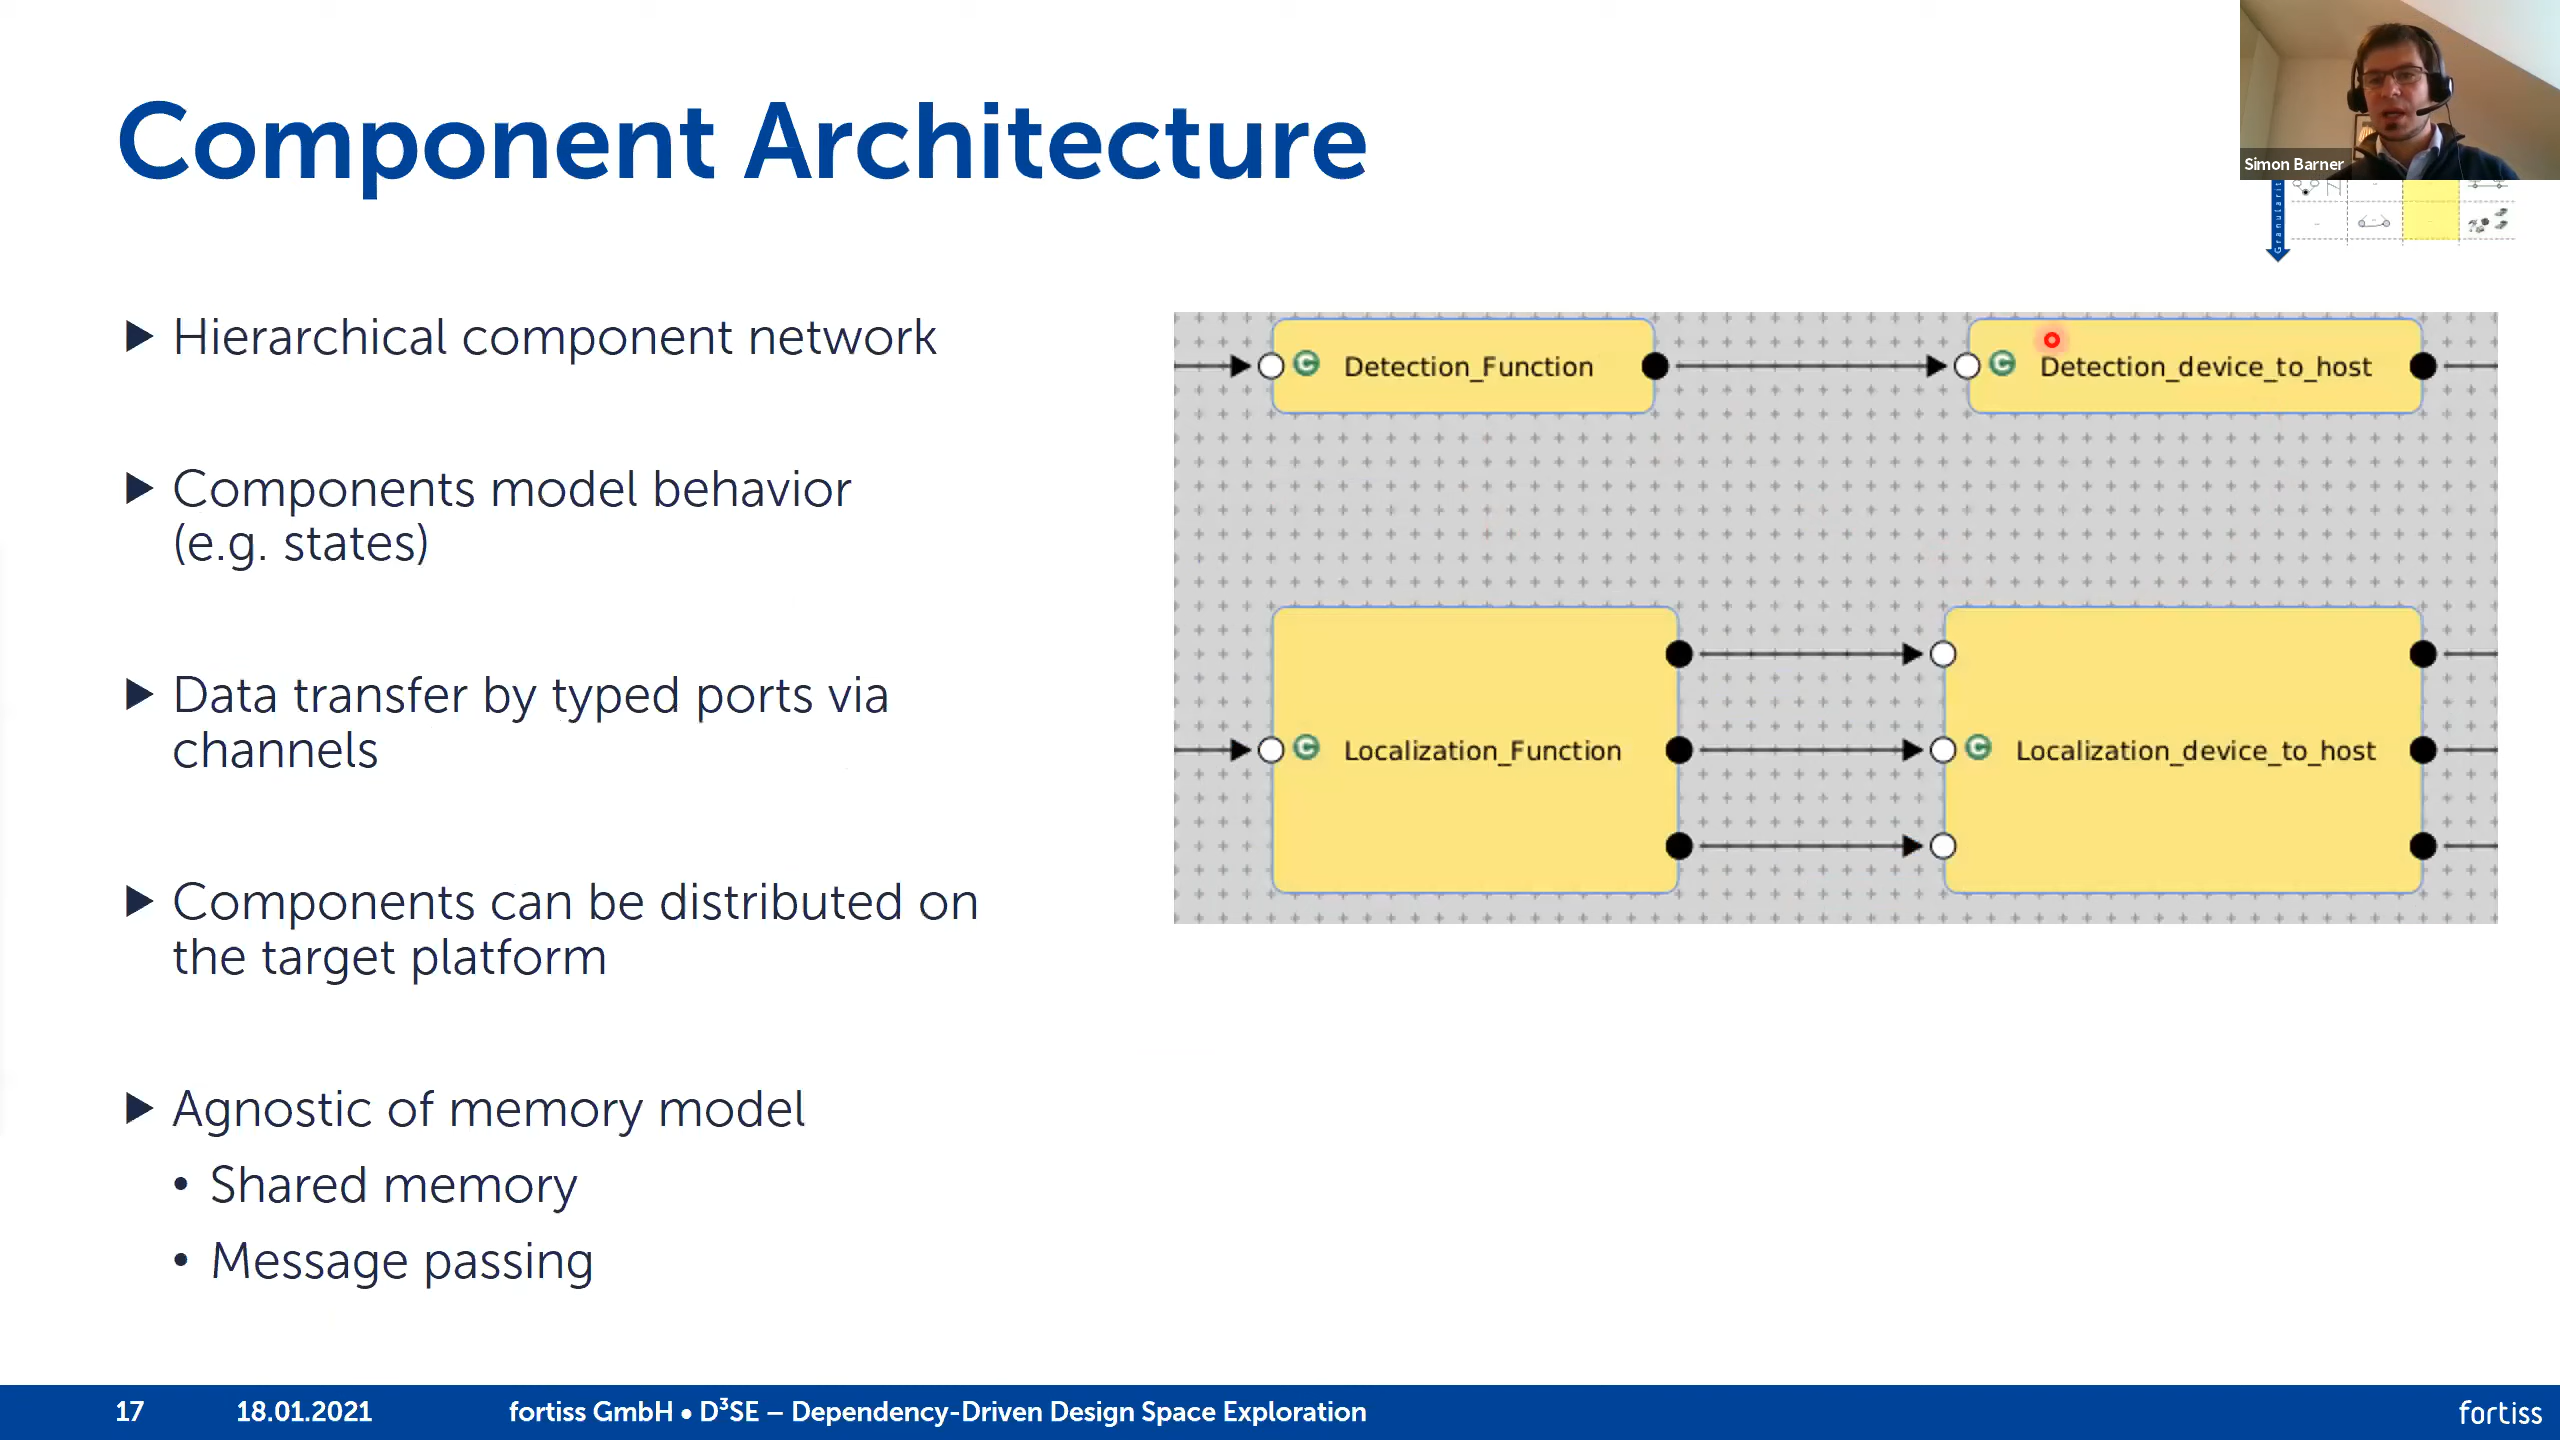 Component Architecture
Simon Barner
Granularit
Hierarchical component network
Components model behavior
(e.g. states)
Data transfer by typed ports via
channels
Components can be distributed on
the target platform
Agnostic of memory model
• Shared memory
• Message passing
Detection_Function
Detection_device_to_host
Localization_Function
Localization_device_to_host
17 18.01.2021 fortiss GmbH • D³SE – Dependency-Driven Design Space Exploration fortiss